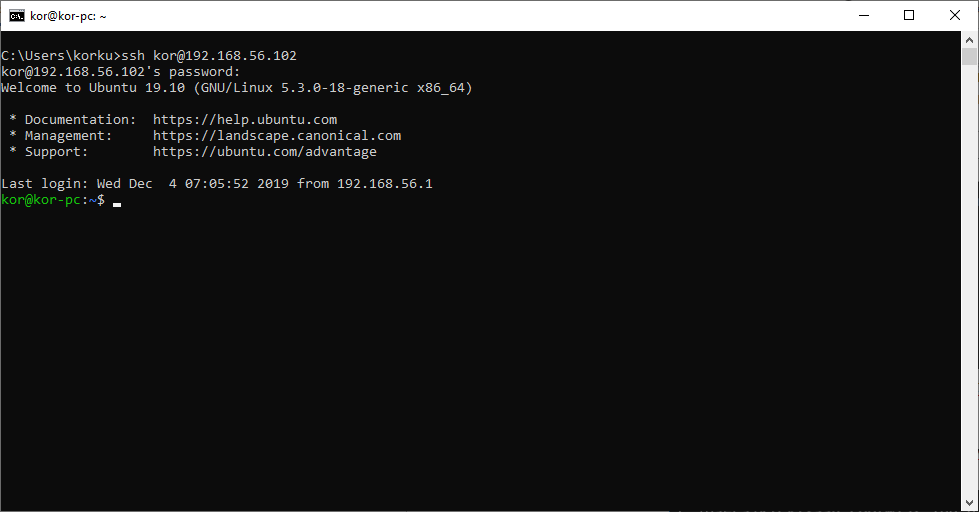 kor@kor-pc: ~
C:\Users\korku>ssh kor@192.168.56.102
kor@192.168.56.102's password:
Welcome to Ubuntu 19.10 (GNU/Linux 5.3.0-18-generic x86_64)
 * Documentation:  https://help.ubuntu.com
 * Management:     https://landscape.canonical.com
 * Support:        https://ubuntu.com/advantage
Last login: Wed Dec  4 07:05:52 2019 from 192.168.56.1
kor@kor-pc:~$